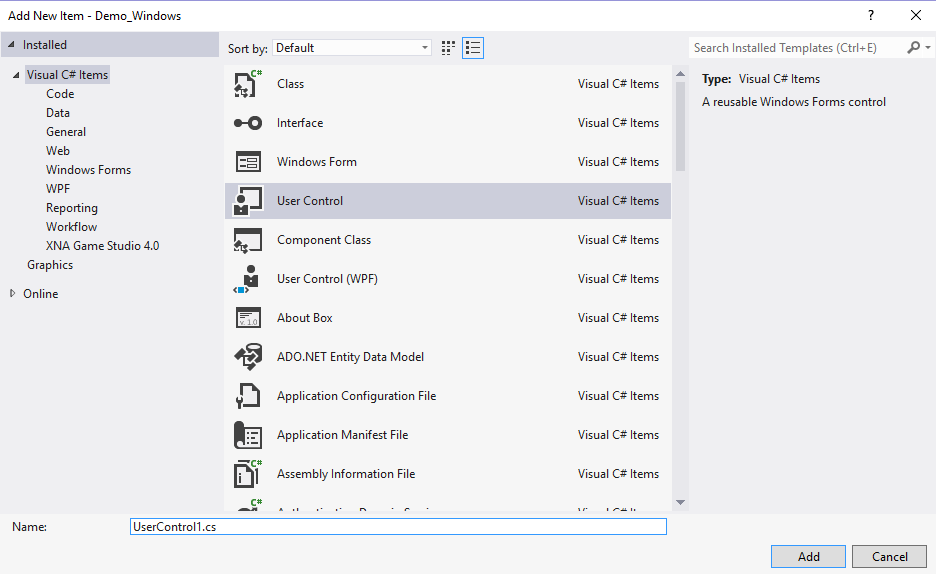 Add New Item - Demo_Windows
?
Installed
Sort by: Default
Search Installed Templates (Ctrl+E)
Visual C# Items
Code
Data
General
Web
Windows Forms
WPF
Reporting
Workflow
XNA Game Studio 4.0
Graphics
Online
C# Class Visual C# Items
Interface Visual C# Items
Windows Form Visual C# Items
User Control Visual C# Items
Component Class Visual C# Items
User Control (WPF) Visual C# Items
v. 1.0 About Box Visual C# Items
ADO.NET Entity Data Model Visual C# Items
Application Configuration File Visual C# Items
Application Manifest File Visual C# Items
C# Assembly Information File Visual C# Items
C#
Type: Visual C# Items
A reusable Windows Forms control
Name: UserControl1.cs
Add Cancel